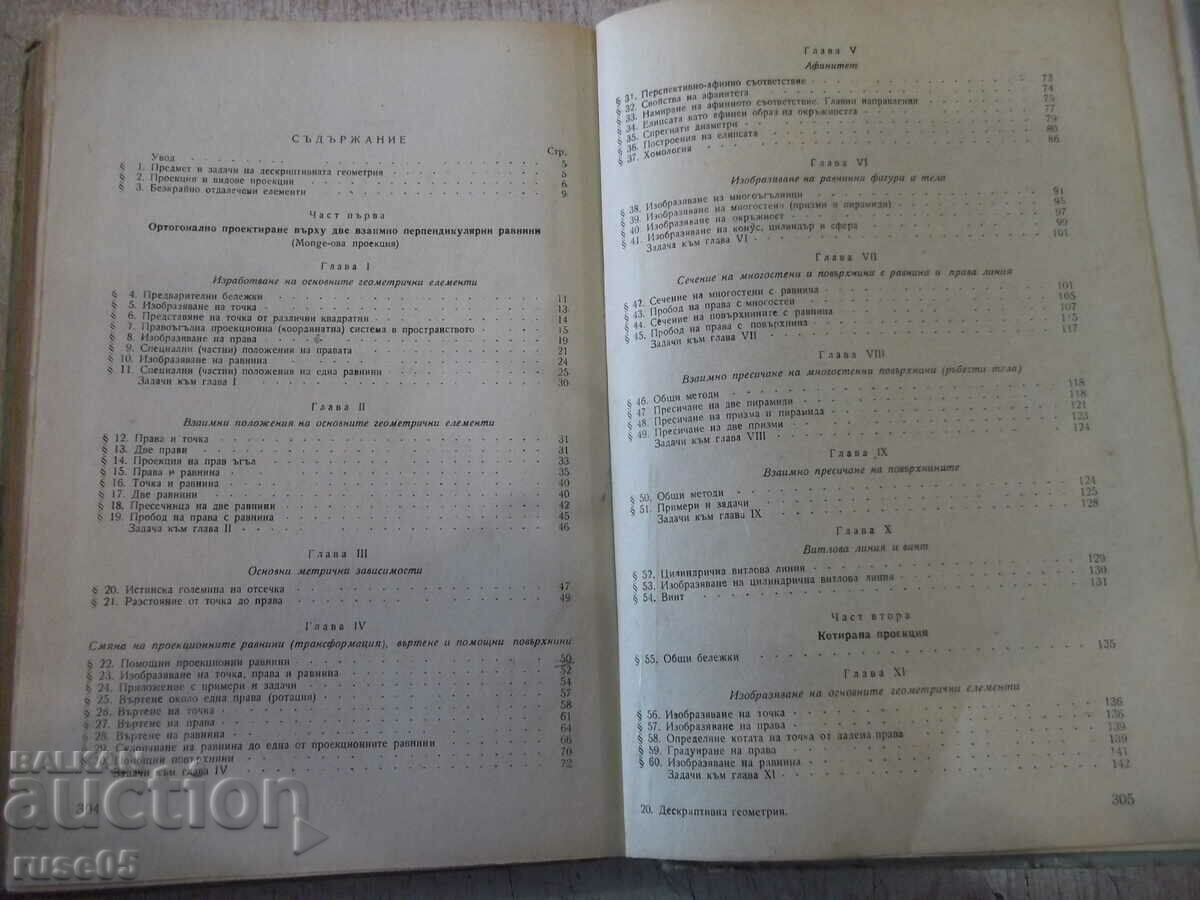 СЪДЪРЖАНИЕ
Стр.
Увод 5
§ 1. Предмет и задачи на дескриптивната геометрия 5
§ 2. Проекция и видове проекции 6
§ 3. Безкрайно отдалечени елементи 9
Част първа
Ортогонално проектиране върху две взаимно перпендикулярни равнини
(Monge-ова проекция)
Глава I
Изработване на основните геометрични елементи
§ 4. Предварителни бележки 11
§ 5. Изобразяване на точка 13
§ 6. Представяне на точка от различни квадратни 14
§ 7. Правоъгълна проекционна (координатна) система в пространството 15
§ 8. Изобразяване на права 19
§ 9. Специални (частни) положения на правата 21
§ 10. Изобразяване на равнина 24
§ 11. Специални (частни) положения на една равнини 25
Задачи към глава I 30
Глава II
Взаимни положения на основните геометрични елементи
§ 12. Права и точка 31
§ 13. Две прави 31
§ 14. Проекция на прав ъгъл 33
§ 15. Права и равнина 35
§ 16. Точка и равнина 40
§ 17. Две равнини 40
§ 18. Пресечница на две равнини 42
§ 19. Пробод на права с равнина 45
Задача към глава II 46
Глава III
Основни метрични зависимости
§ 20. Истинска големина на отсечка 47
§ 21. Разстояние от точка до права 49
Глава IV
Смяна на проекционните равнини (трансформация), въртене и помощни повърхнини
§ 22. Помощни проекционни равнини 50
§ 23. Изобразяване на точка, права и равнина 52
§ 24. Приложение с примери и задачи 54
§ 25. Въртене около една права (ротация) 57
§ 26. Въртене на точка 58
§ 27. Въртене на права 61
§ 28. Въртене на равнина 64
§ 29. Сключване на равнина до една от проекционните равнини 66
Помощни повърхнини 70
Задачи към глава IV 72
304
Глава V
Афинитет
§ 31. Перспективно-афинно съответствие 73
§ 32. Свойства на афинитета 74
§ 33. Намиране на афинното съответствие. Главни направления 75
§ 34. Елипсата като афинен образ на окръжността 77
§ 35. Спрегнати диаметри 79
§ 36. Построения на елипсата 80
§ 37. Хомология 86
Глава VI
Изобразяване на равнинни фигури и тела
§ 38. Изобразяване на многоъгълници 91
§ 39. Изобразяване на многостени (призми и пирамиди) 95
§ 40. Изобразяване на окръжност 97
§ 41. Изобразяване на конус, цилиндър и сфера 99
Задача към глава VI 101
Глава VII
Сечение на многостени и повърхнина с равнина и права линия
§ 42. Сечение на многостени с равнина 101
§ 43. Пробод на права с многостен 105
§ 44. Сечение на повърхнините с равнина 107
§ 45. Пробод на права с повърхнина 115
Задачи към глава VII 117
Глава VIII
Взаимно пресичане на многостенни повърхнини (ръбести тела)
§ 46. Общи методи 118
§ 47 Пресичане на две пирамиди 118
§ 48. Пресичане на призма и пирамида 121
§ 49. Пресичане на две призми 123
Задачи към глава VIII 124
Глава IX
Взаимно пресичане на повърхнините
§ 50. Общи методи 124
§ 51. Примери и задачи 125
Задачи към глава IX 128
Глава X
Витлова линия и винт
§ 52. Цилиндрична витлова линия 129
§ 53. Изобразяване на цилиндрична витлова линия 130
§ 54. Винт 131
Част втора
Котирана проекция
§ 55. Общи бележки 135
Глава XI
Изобразяване на основните геометрични елементи
§ 56. Изобразяване на точка 136
§ 57. Изобразяване на права 136
§ 58. Определяне котата на точка от дадена права 139
§ 59. Градуиране на права 139
§ 60. Изобразяване на равнина 141
Задачи към глава XI 142
20. Дескриптивна геометрия.
305
BALKAN
auction
ruse05